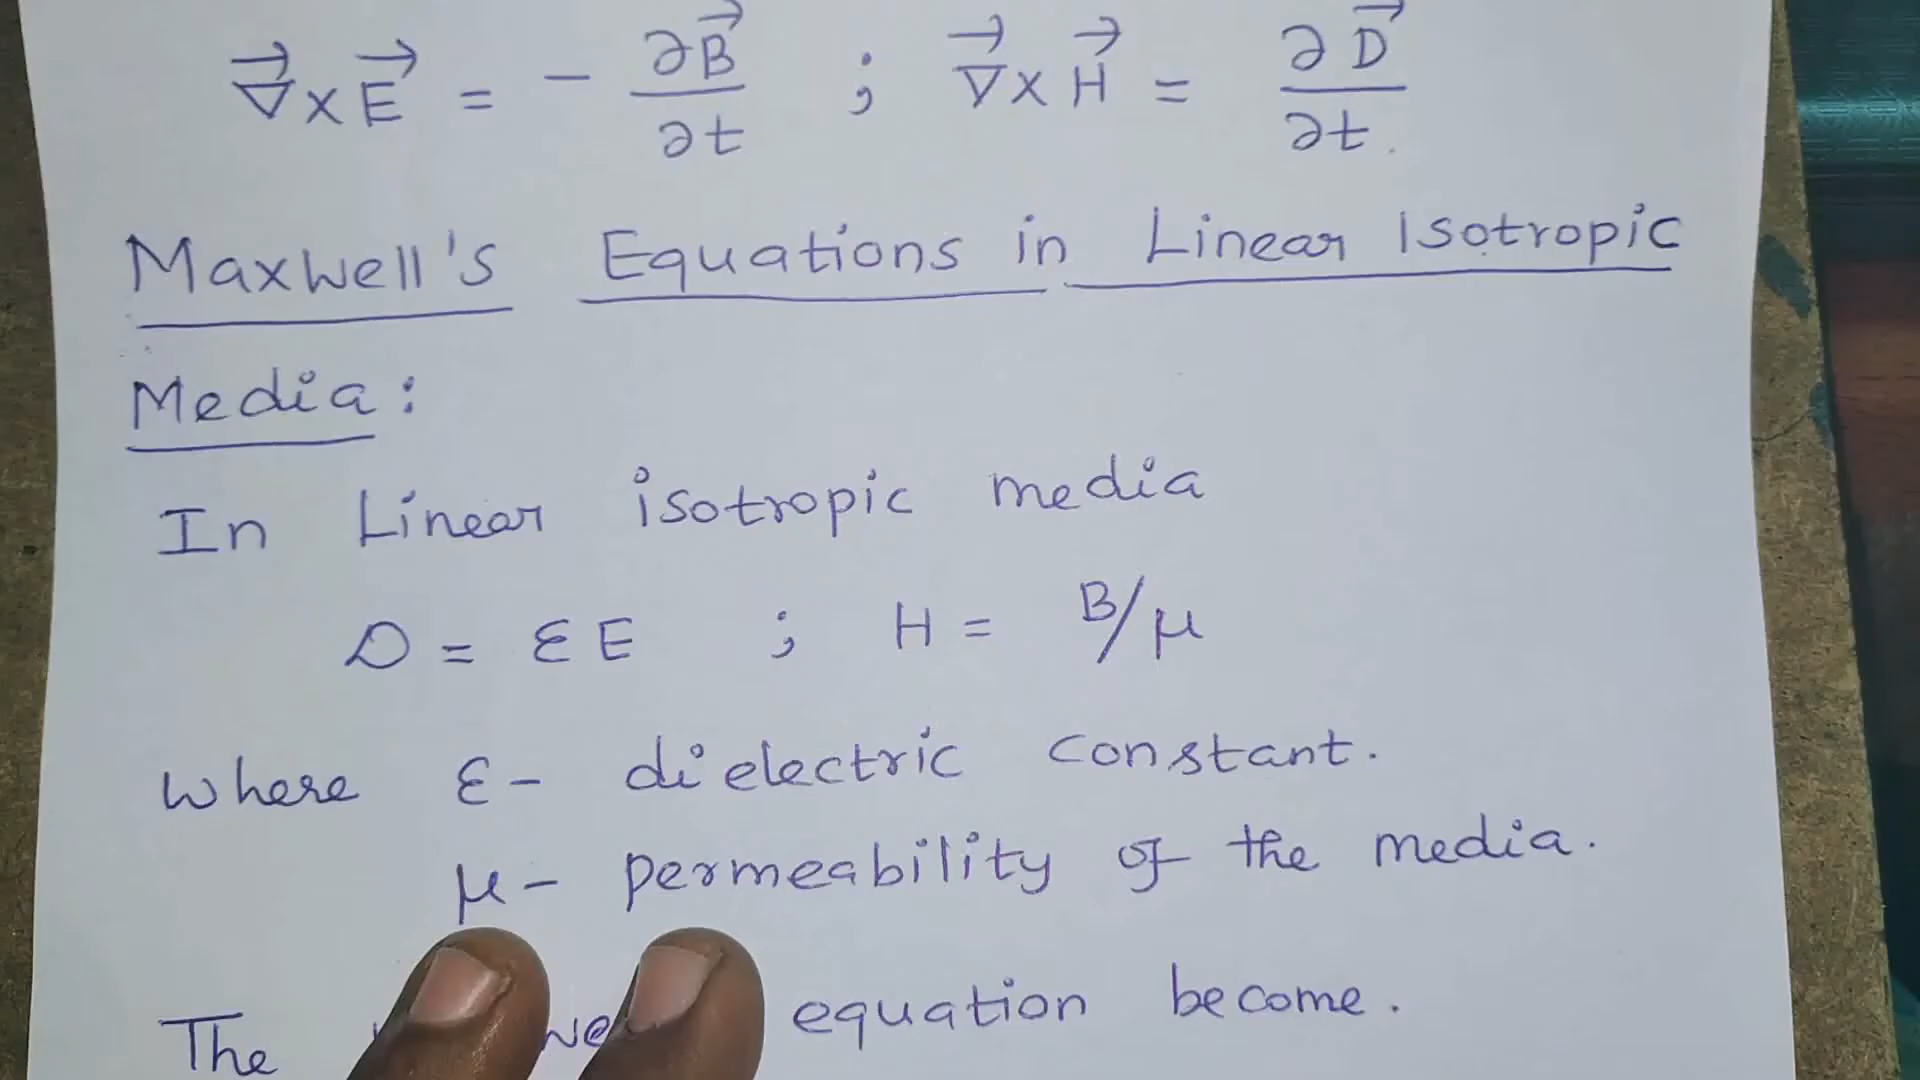 ∇⃗ × E⃗ = - ∂B⃗/∂t ; ∇⃗ × H⃗ = ∂D⃗/∂t.
Maxwell's Equations in Linear Isotropic
Media:
In Linear isotropic media
D = εE ; H = B/μ
where ε - dielectric constant.
μ - permeability of the media.
The equation become.